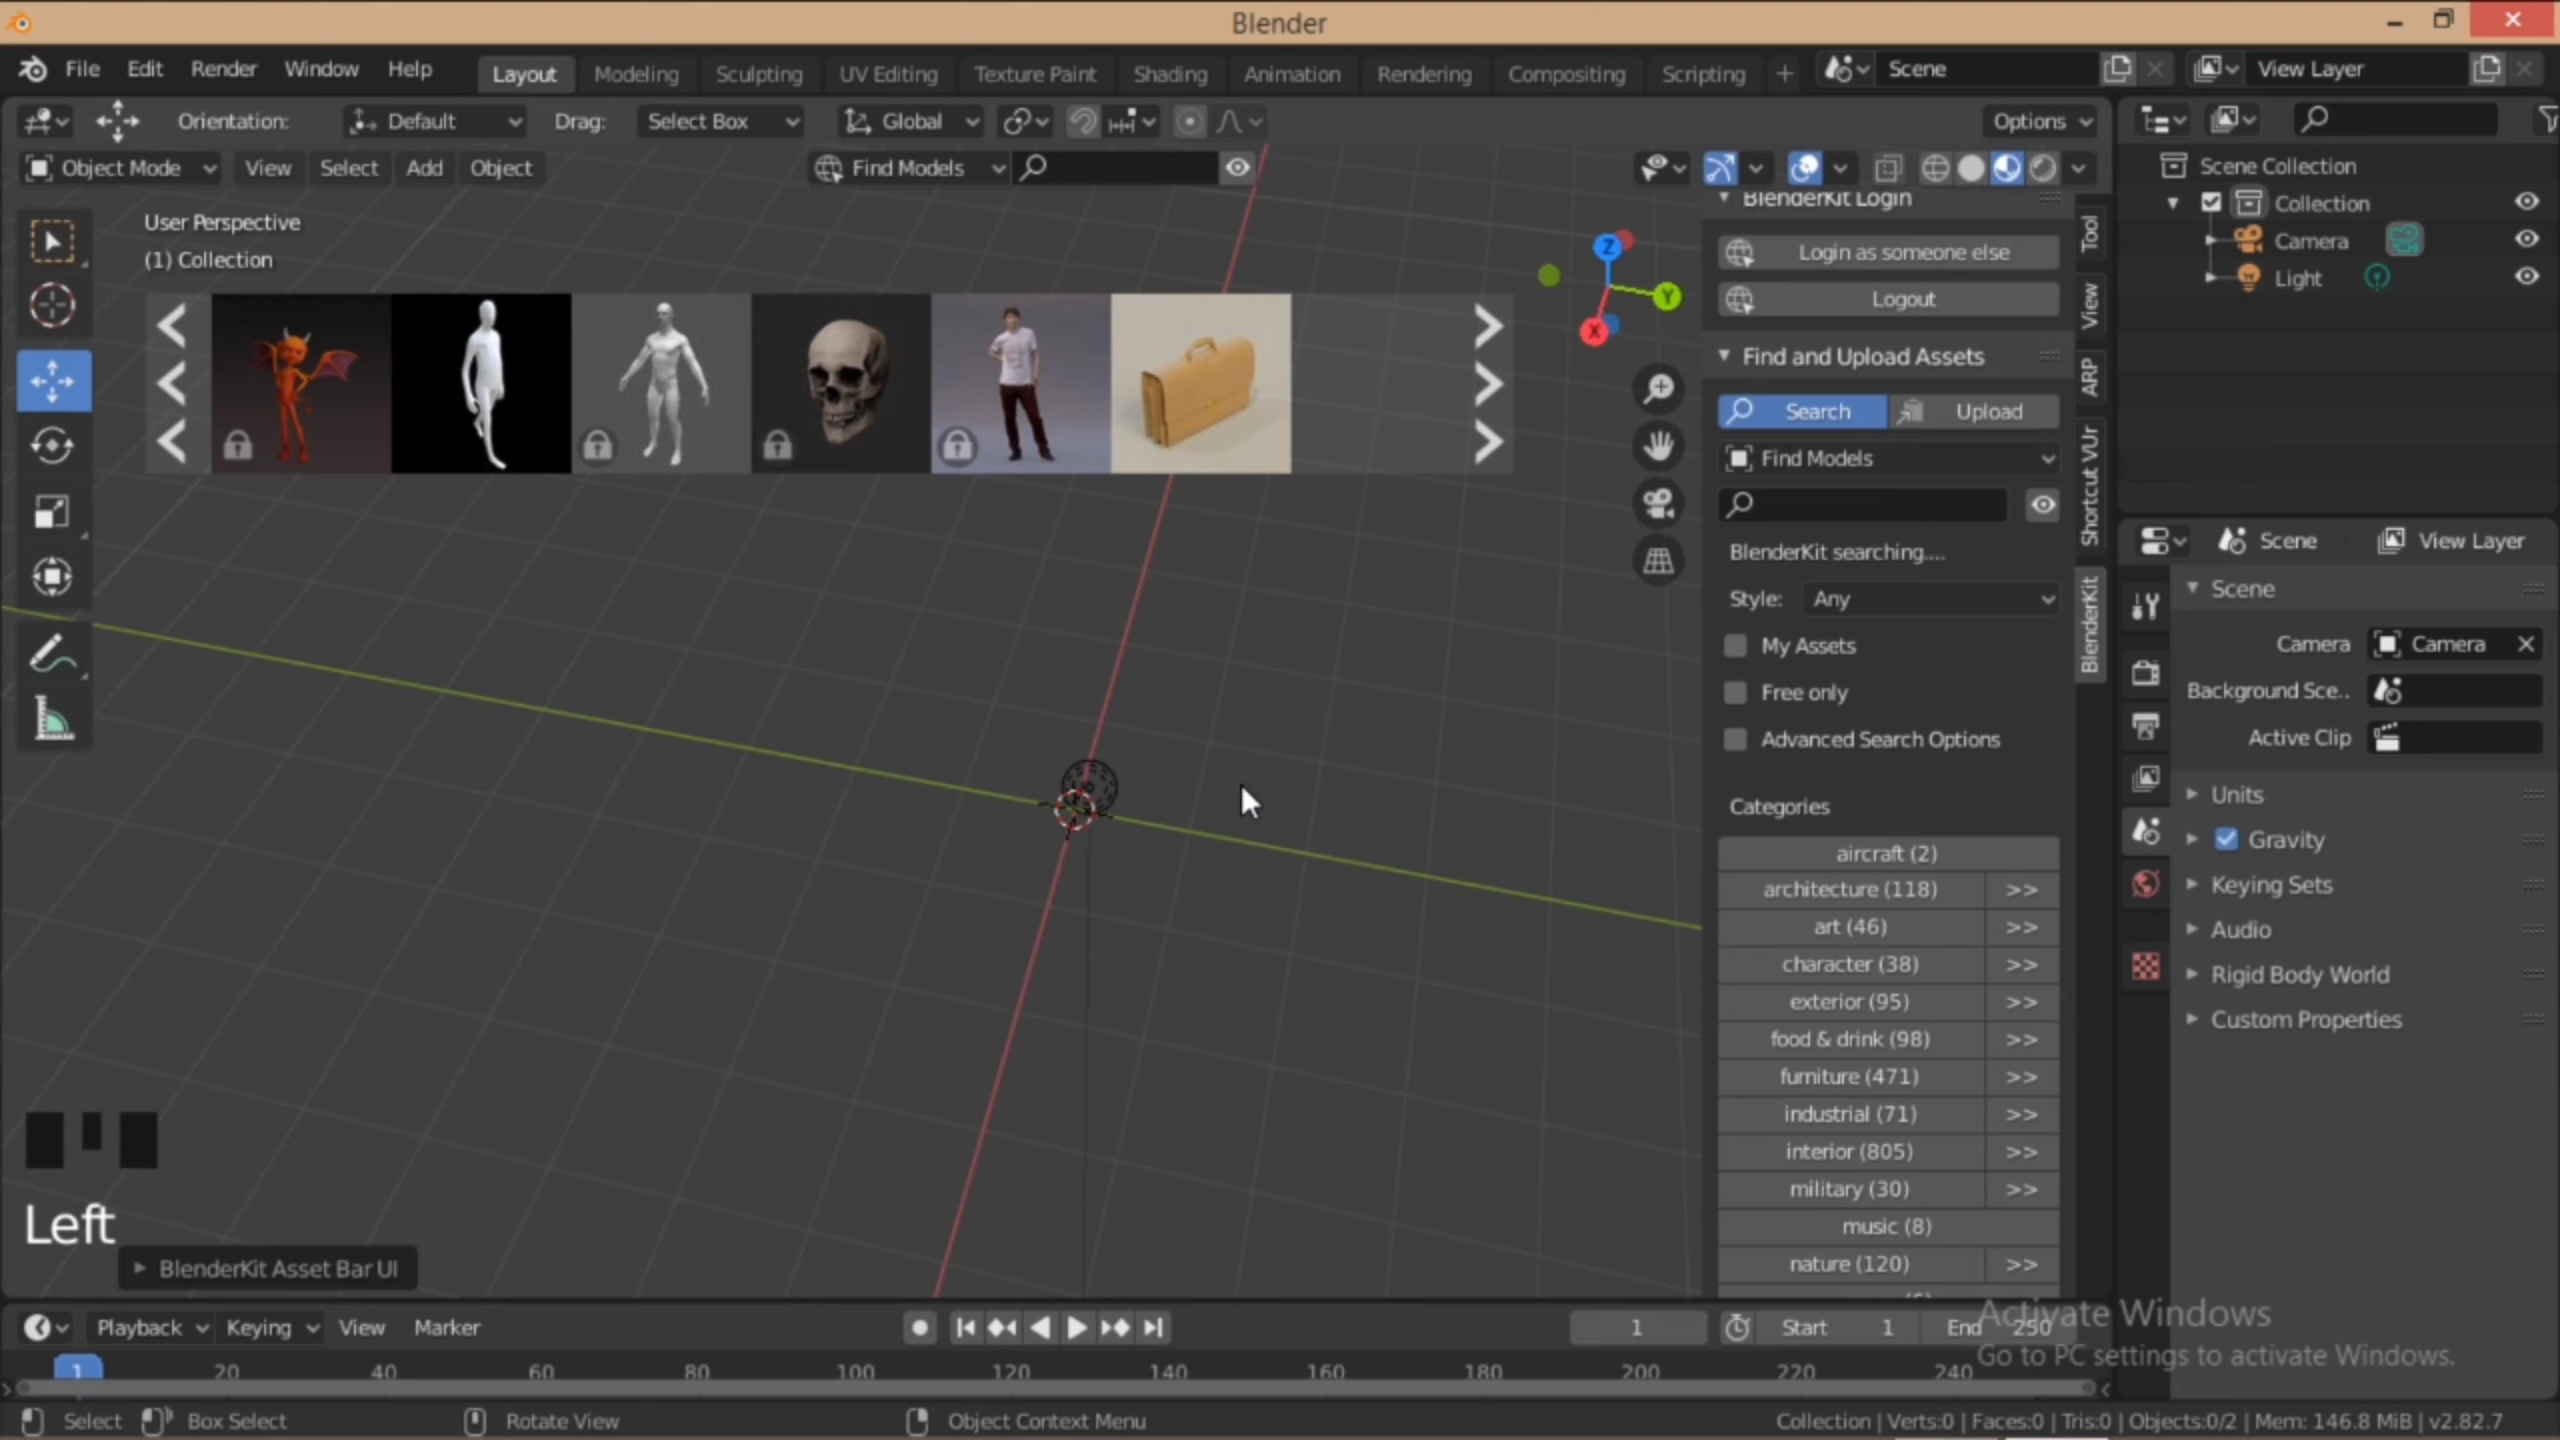 Blender
File Edit Render Window Help Layout Modeling Sculpting UV Editing Texture Paint Shading Animation Rendering Compositing Scripting + Scene View Layer
Orientation: Default Drag: Select Box Global Options
Object Mode View Select Add Object Find Models
User Perspective
(1) Collection
Z
Y
X
BlenderKit Login
Login as someone else
Logout
Find and Upload Assets
Search Upload
Find Models
BlenderKit searching....
Style: Any
My Assets
Free only
Advanced Search Options
Categories
aircraft (2)
architecture (118) >>
art (46) >>
character (38) >>
exterior (95) >>
food & drink (98) >>
furniture (471) >>
industrial (71) >>
interior (805) >>
military (30) >>
music (8)
nature (120) >>
Tool
View
ARP
Shortcut VUr
BlenderKit
Scene Collection
Collection
Camera
Light
Scene View Layer
Scene
Camera Camera
Background Sce..
Active Clip
Units
Gravity
Keying Sets
Audio
Rigid Body World
Custom Properties
Left
BlenderKit Asset Bar UI
Activate Windows
Go to PC settings to activate Windows.
Playback Keying View Marker 1 Start 1 End 250
1 20 40 60 80 100 120 140 160 180 200 220 240
Select Box Select Rotate View Object Context Menu Collection | Verts:0 | Faces:0 | Tris:0 | Objects:0/2 | Mem: 146.8 MiB | v2.82.7